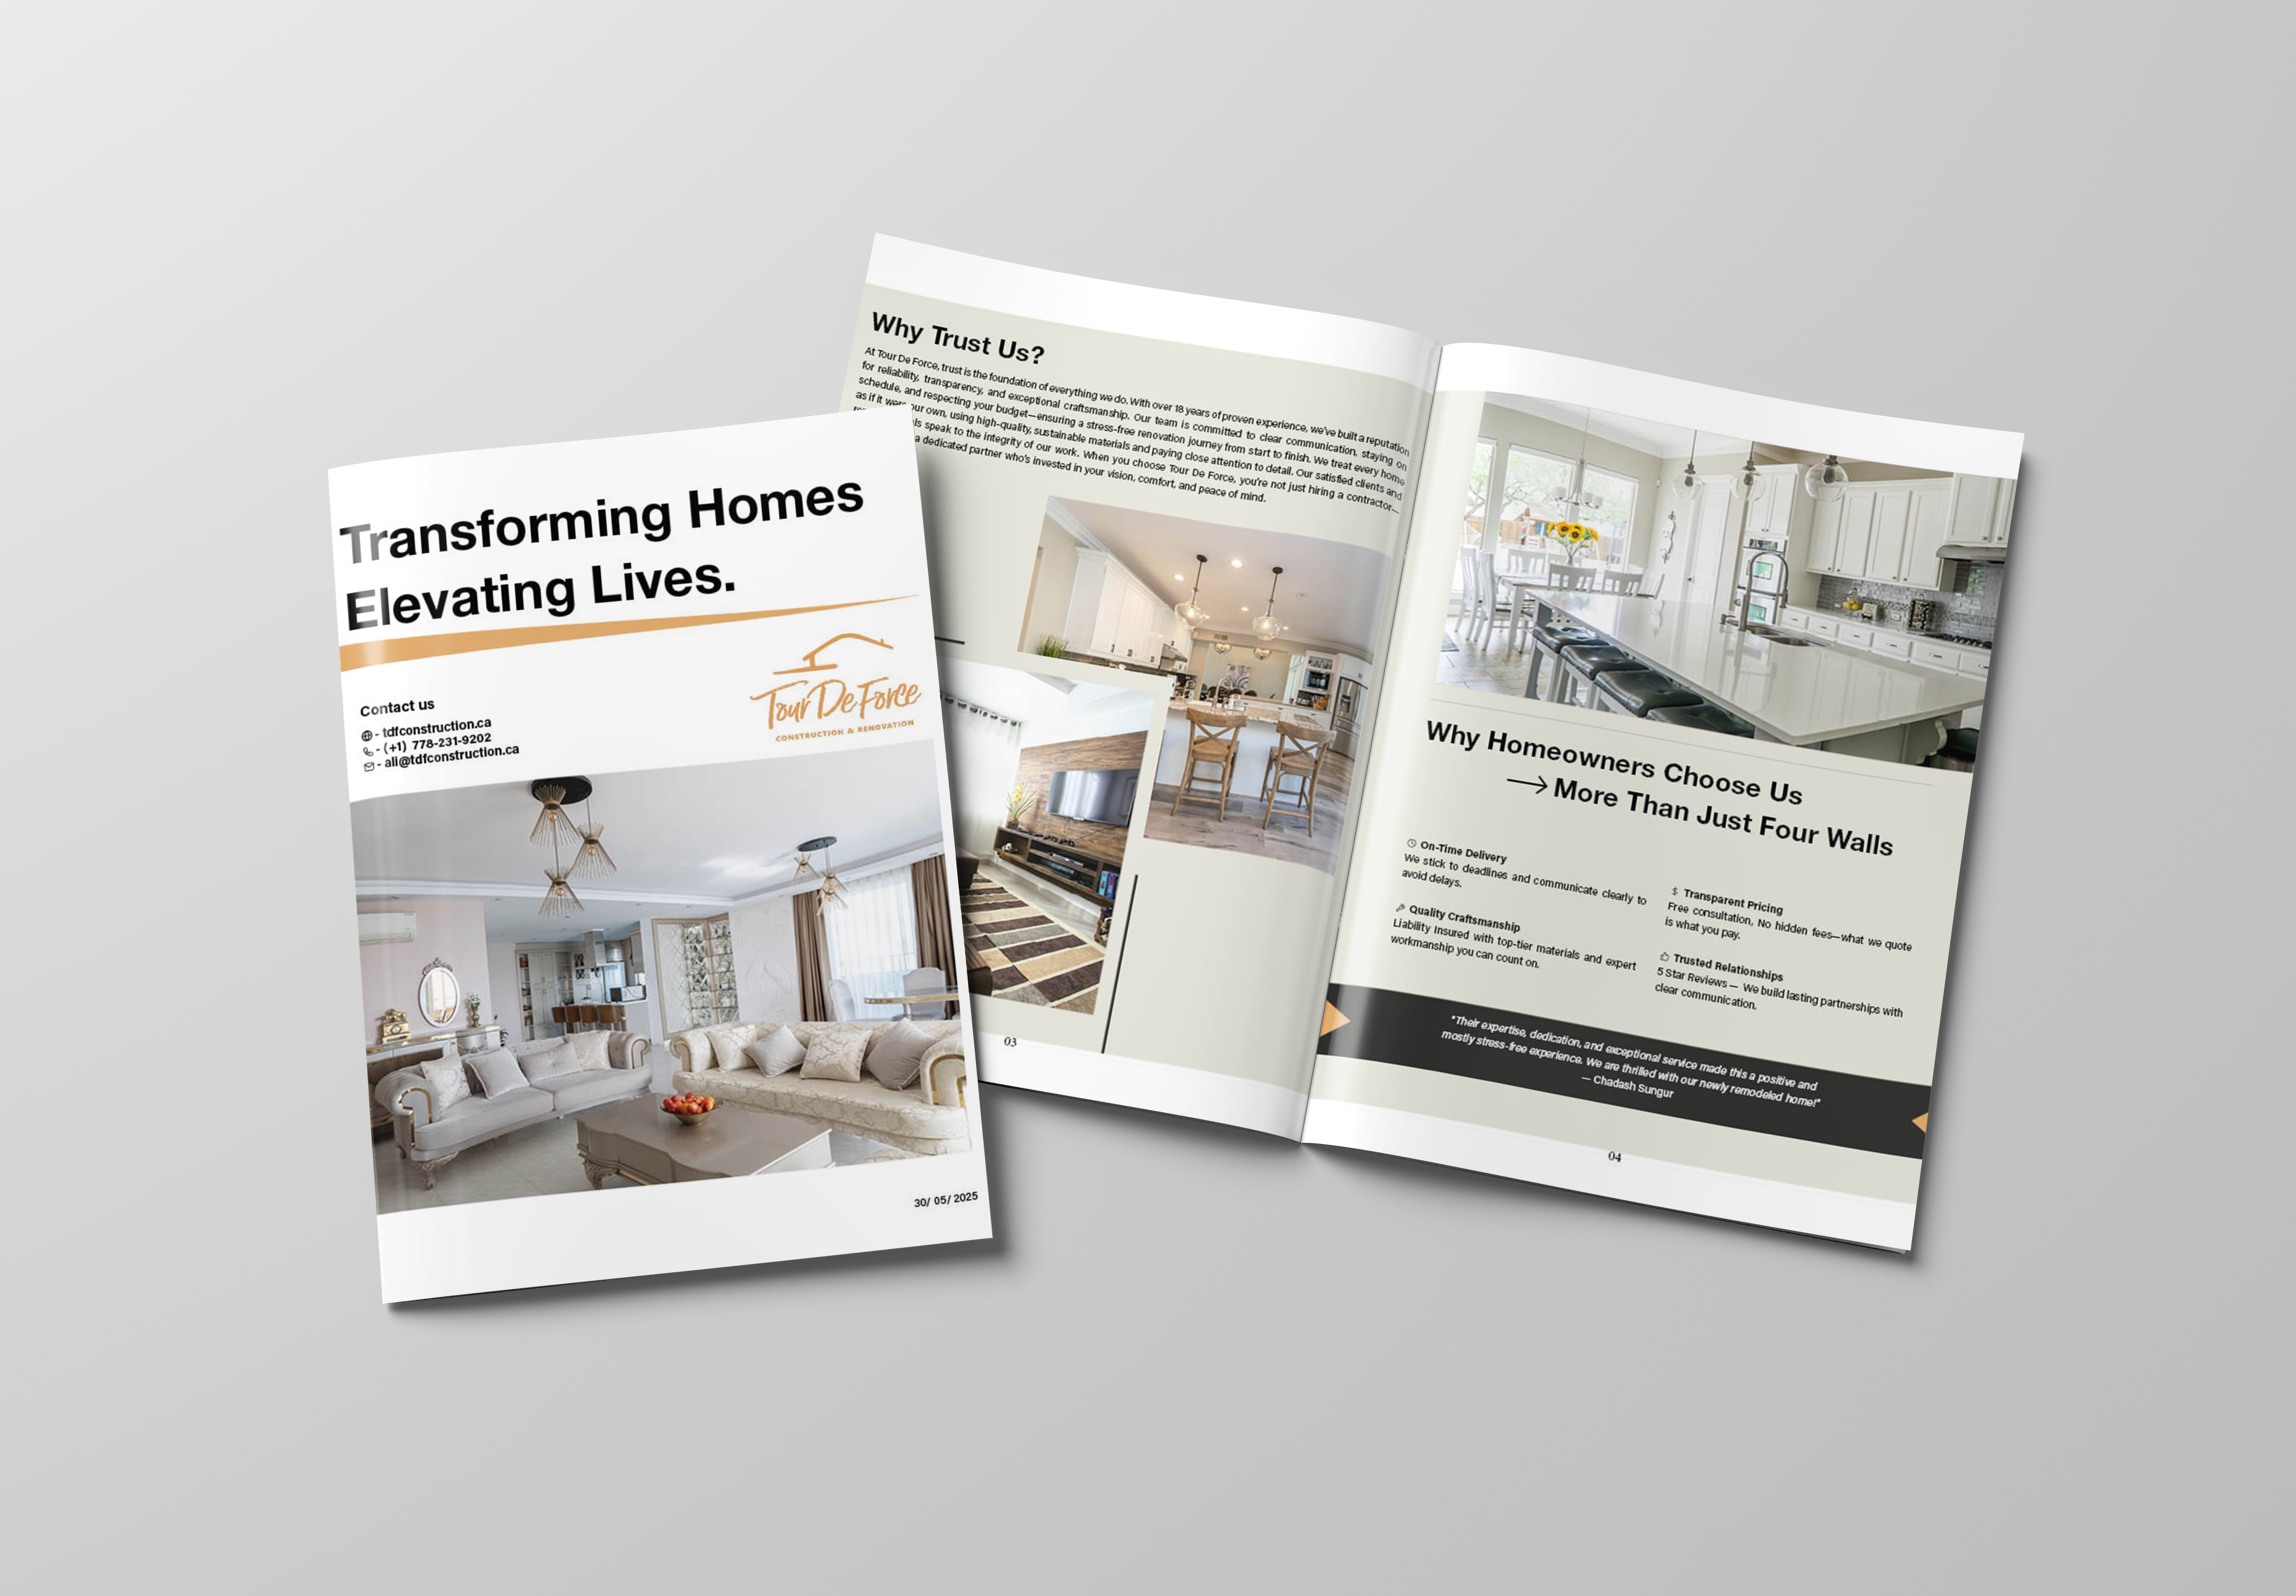 Transforming Homes
Elevating Lives.
Tour De Force
CONSTRUCTION & RENOVATION
Contact us
- tdfconstruction.ca
- (+1) 778-231-9202
- ali@tdfconstruction.ca
30/ 05/ 2025
Why Trust Us?
At Tour De Force, trust is the foundation of everything we do. With over 18 years of proven experience, we've built a reputation
for reliability, transparency, and exceptional craftsmanship. Our team is committed to clear communication, staying on
schedule, and respecting your budget—ensuring a stress-free renovation journey from start to finish. We treat every home
as if it were our own, using high-quality, sustainable materials and paying close attention to detail. Our satisfied clients and
speak to the integrity of our work. When you choose Tour De Force, you're not just hiring a contractor—
a dedicated partner who's invested in your vision, comfort, and peace of mind.
03
Why Homeowners Choose Us
→ More Than Just Four Walls
On-Time Delivery
We stick to deadlines and communicate clearly to
avoid delays.
Quality Craftsmanship
Liability Insured with top-tier materials and expert
workmanship you can count on.
$ Transparent Pricing
Free consultation, No hidden fees—what we quote
is what you pay.
Trusted Relationships
5 Star Reviews — We build lasting partnerships with
clear communication.
"Their expertise, dedication, and exceptional service made this a positive and
mostly stress-free experience. We are thrilled with our newly remodeled home!"
— Chadash Sungur
04